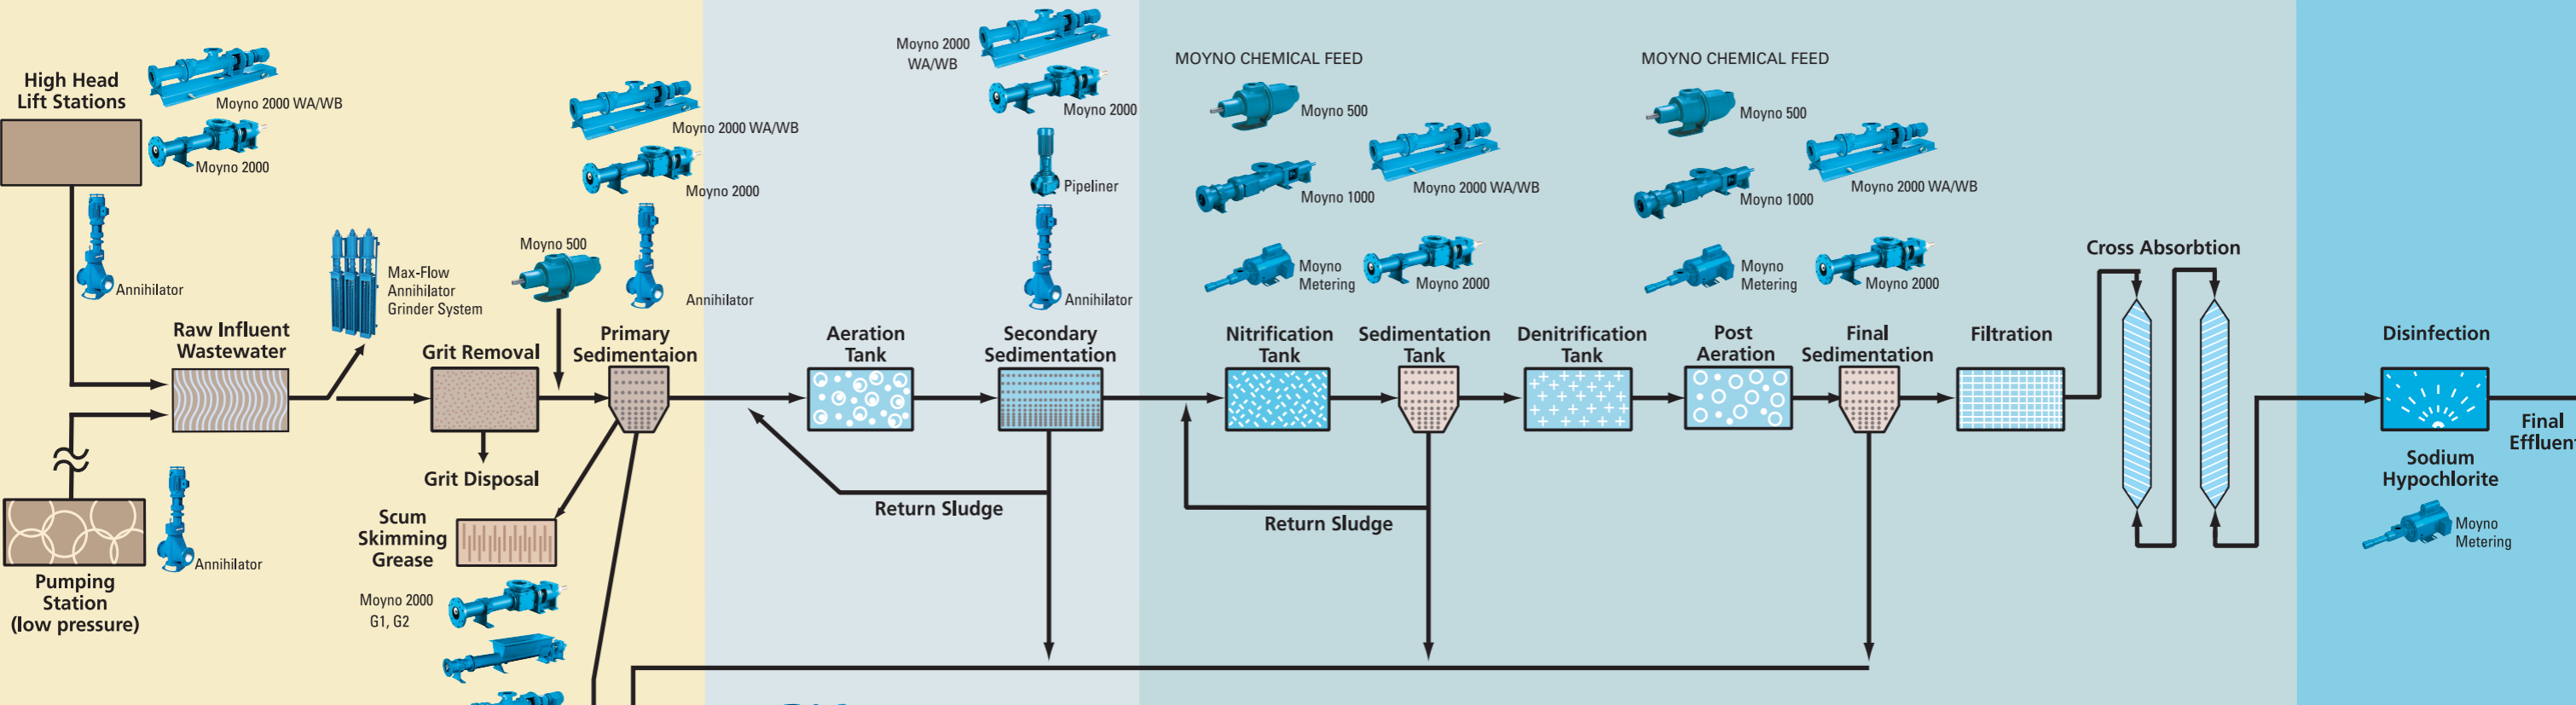 High Head
Lift Stations
Moyno 2000 WA/WB
Moyno 2000
Annihilator
Max-Flow
Annihilator
Grinder System
Moyno 500
Moyno 2000 WA/WB
Moyno 2000
Annihilator
Moyno 2000
WA/WB
Moyno 2000
Pipeliner
Annihilator
MOYNO CHEMICAL FEED
Moyno 500
Moyno 2000 WA/WB
Moyno 1000
Moyno
Metering
Moyno 2000
MOYNO CHEMICAL FEED
Moyno 500
Moyno 2000 WA/WB
Moyno 1000
Moyno
Metering
Moyno 2000
Cross Absorbtion
Raw Influent
Wastewater
Grit Removal
Primary
Sedimentaion
Aeration
Tank
Secondary
Sedimentation
Nitrification
Tank
Sedimentation
Tank
Denitrification
Tank
Post
Aeration
Final
Sedimentation
Filtration
Disinfection
Final
Effluent
Grit Disposal
Return Sludge
Return Sludge
Sodium
Hypochlorite
Moyno
Metering
Scum
Skimming
Grease
Annihilator
Pumping
Station
(low pressure)
Moyno 2000
G1, G2